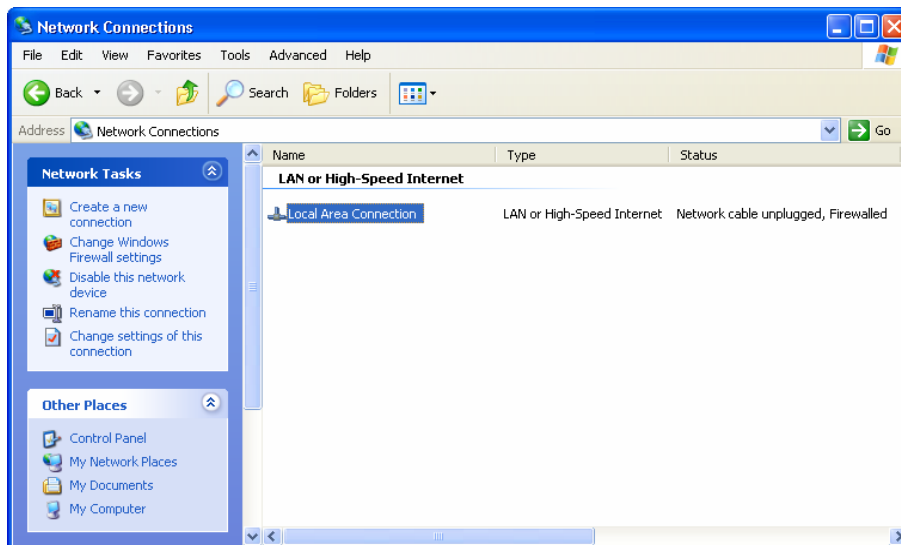 Network Connections
File Edit View Favorites Tools Advanced Help
Back Search Folders
Address Network Connections Go
Name Type Status
Network Tasks
LAN or High-Speed Internet
Create a new
connection
Local Area Connection LAN or High-Speed Internet Network cable unplugged, Firewalled
Change Windows
Firewall settings
Disable this network
device
Rename this connection
Change settings of this
connection
Other Places
Control Panel
My Network Places
My Documents
My Computer